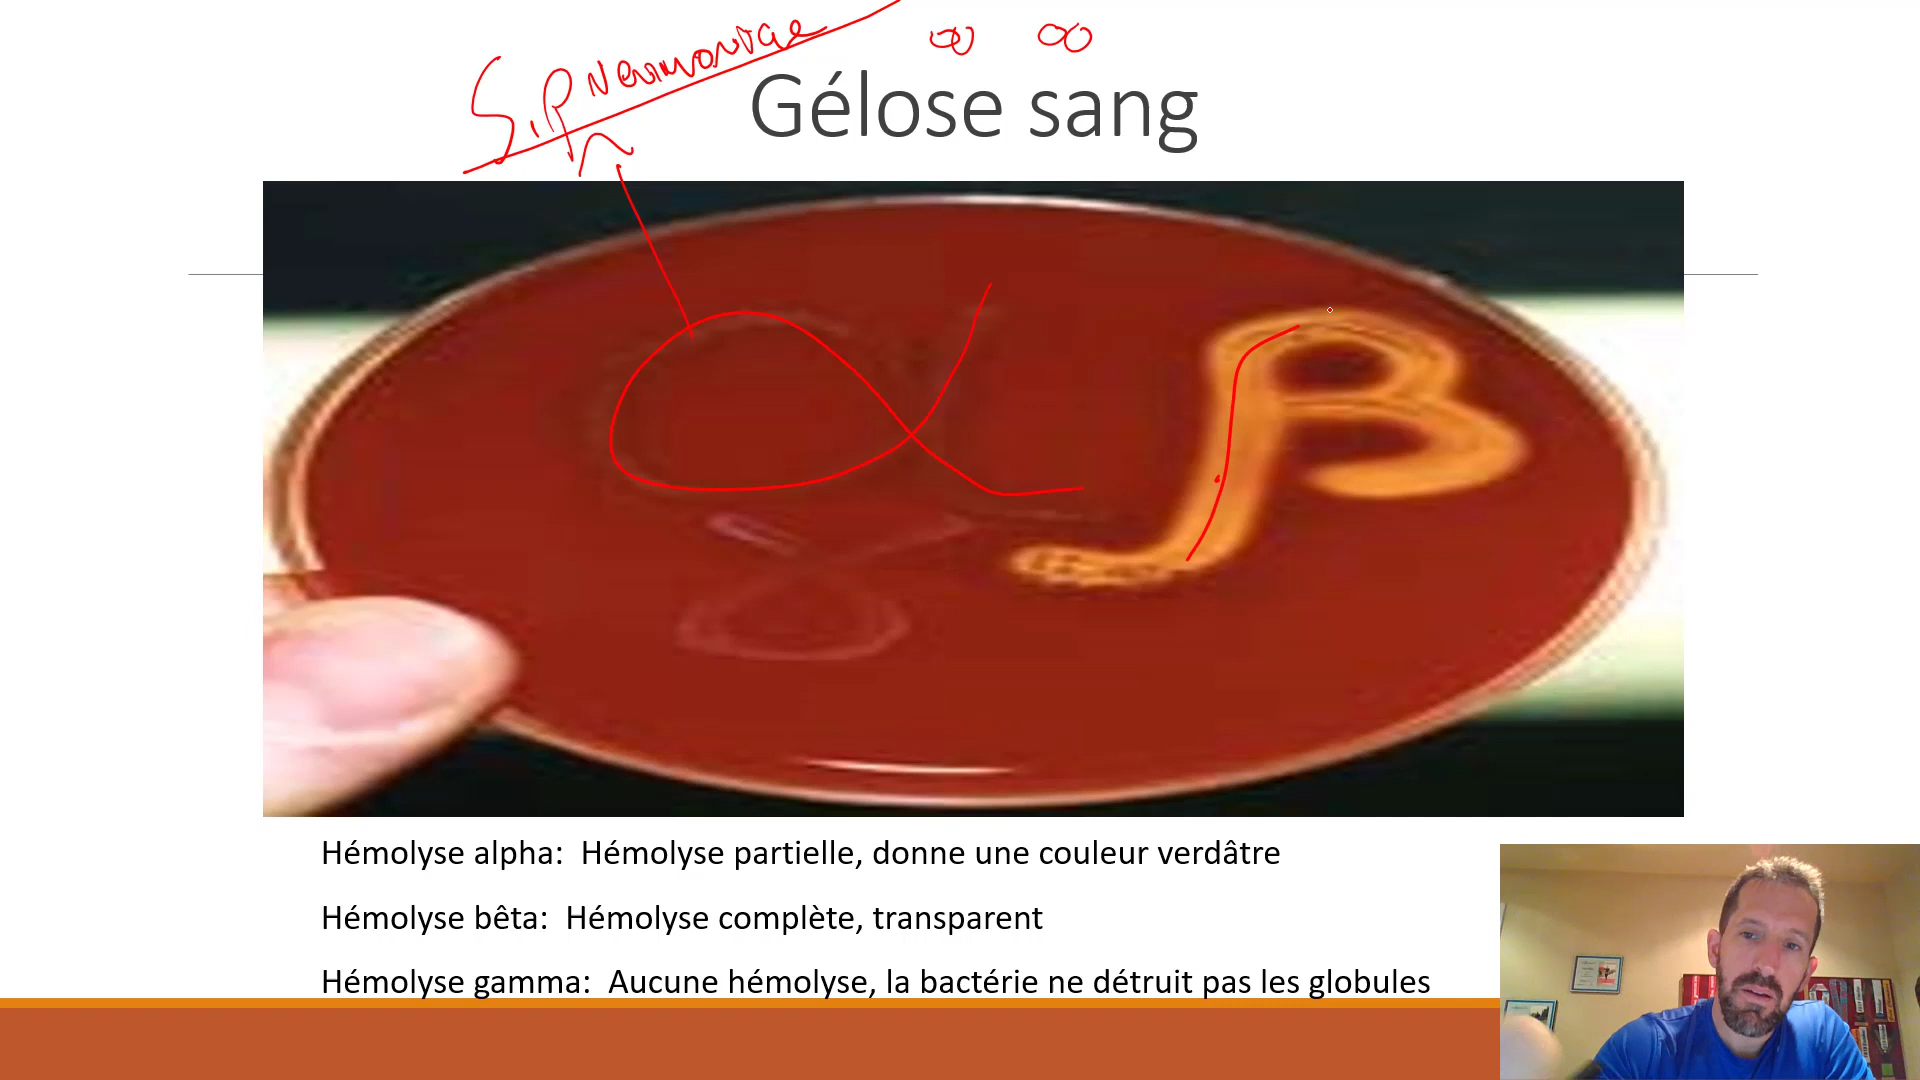 S. pneumoniae
Gélose sang
α β
γ
Hémolyse alpha: Hémolyse partielle, donne une couleur verdâtre
Hémolyse bêta: Hémolyse complète, transparent
Hémolyse gamma: Aucune hémolyse, la bactérie ne détruit pas les globules